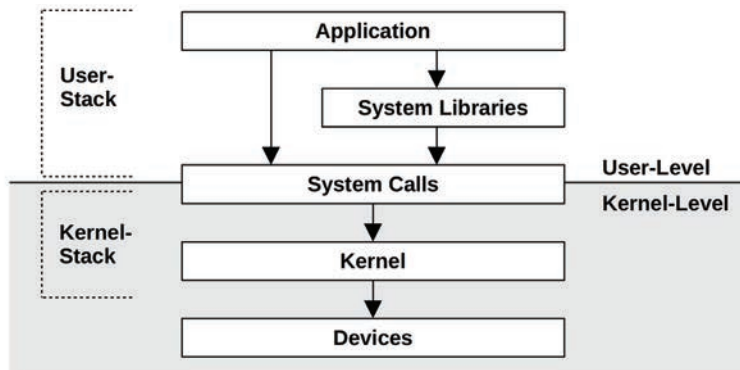 Application
User-
Stack
System Libraries
User-Level
System Calls
Kernel-Level
Kernel-
Stack
Kernel
Devices